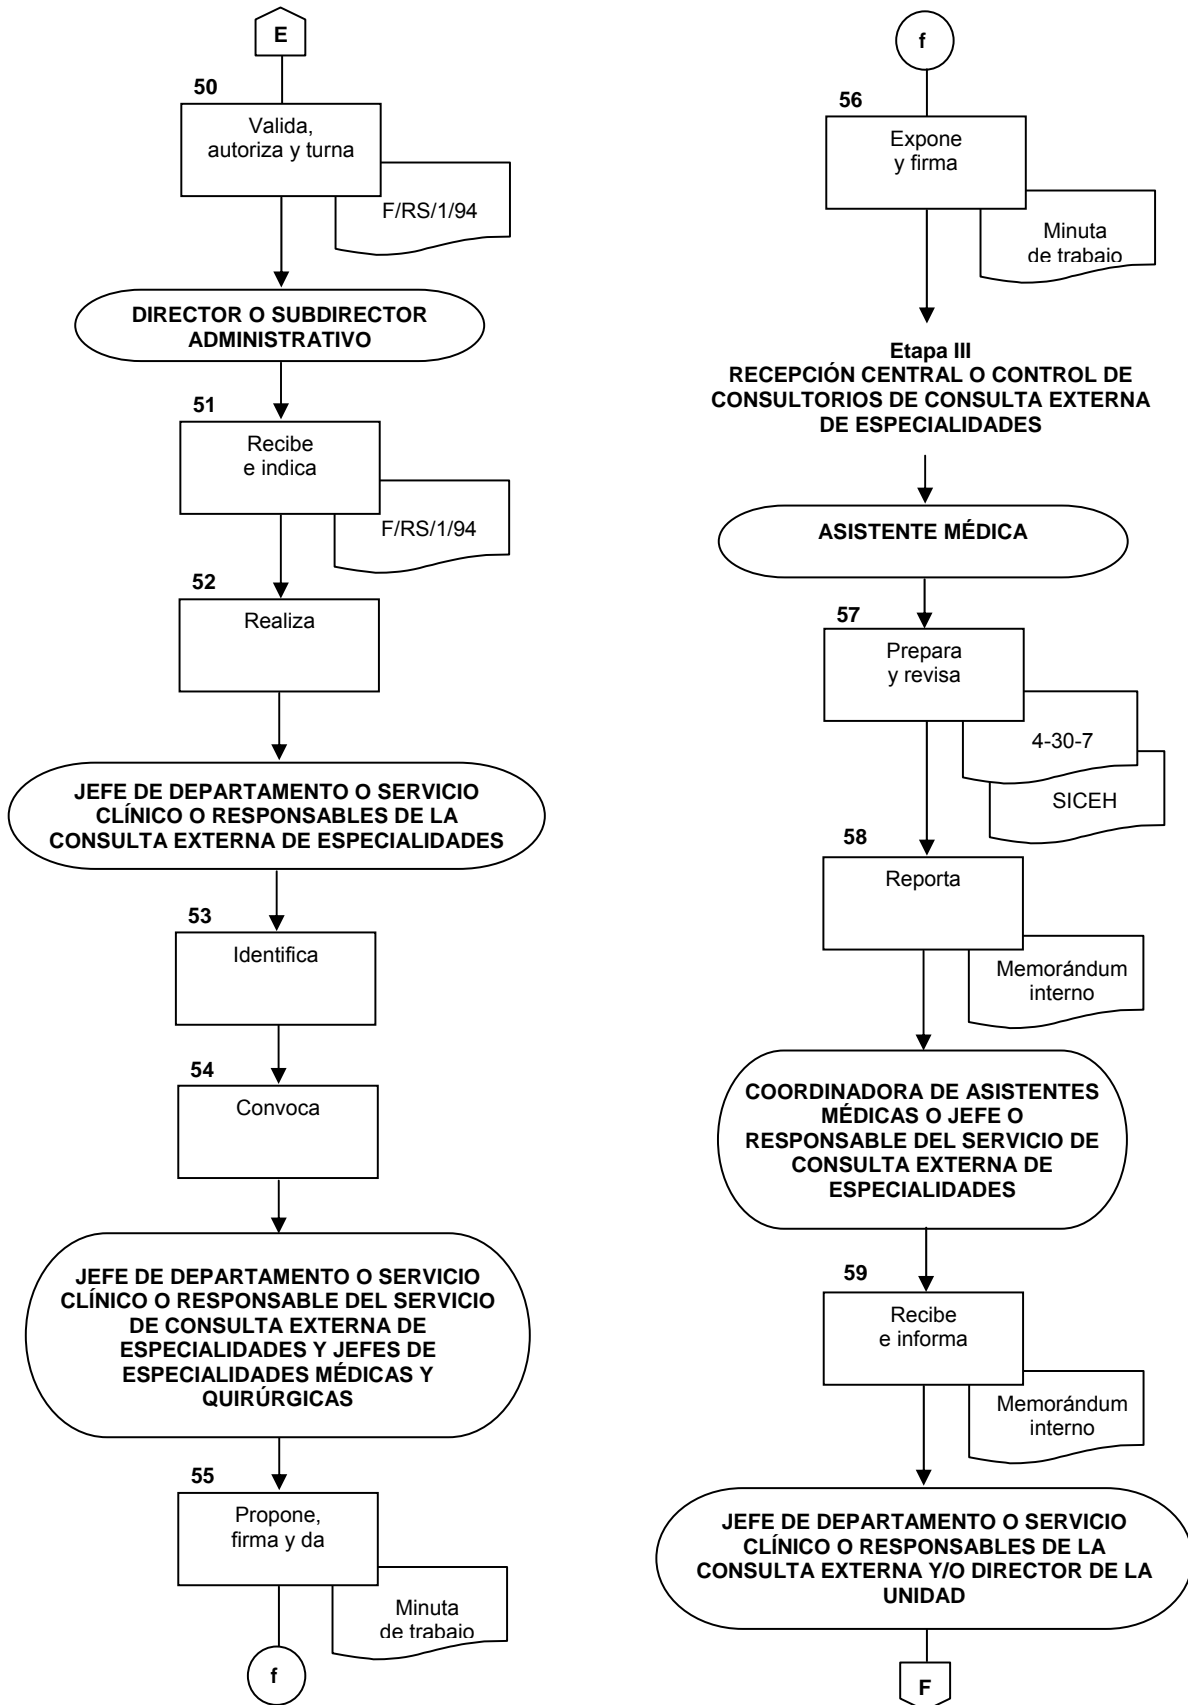 E
50
Valida,
autoriza y turna
F/RS/1/94
DIRECTOR O SUBDIRECTOR
ADMINISTRATIVO
51
Recibe
e indica
F/RS/1/94
52
Realiza
JEFE DE DEPARTAMENTO O SERVICIO
CLÍNICO O RESPONSABLES DE LA
CONSULTA EXTERNA DE ESPECIALIDADES
53
Identifica
54
Convoca
JEFE DE DEPARTAMENTO O SERVICIO
CLÍNICO O RESPONSABLE DEL SERVICIO
DE CONSULTA EXTERNA DE
ESPECIALIDADES Y JEFES DE
ESPECIALIDADES MÉDICAS Y
QUIRÚRGICAS
55
Propone,
firma y da
Minuta
de trabajo
f
f
56
Expone
y firma
Minuta
de trabajo
Etapa III
RECEPCIÓN CENTRAL O CONTROL DE
CONSULTORIOS DE CONSULTA EXTERNA
DE ESPECIALIDADES
ASISTENTE MÉDICA
57
Prepara
y revisa
4-30-7
SICEH
58
Reporta
Memorándum
interno
COORDINADORA DE ASISTENTES
MÉDICAS O JEFE O
RESPONSABLE DEL SERVICIO DE
CONSULTA EXTERNA DE
ESPECIALIDADES
59
Recibe
e informa
Memorándum
interno
JEFE DE DEPARTAMENTO O SERVICIO
CLÍNICO O RESPONSABLES DE LA
CONSULTA EXTERNA Y/O DIRECTOR DE LA
UNIDAD
F